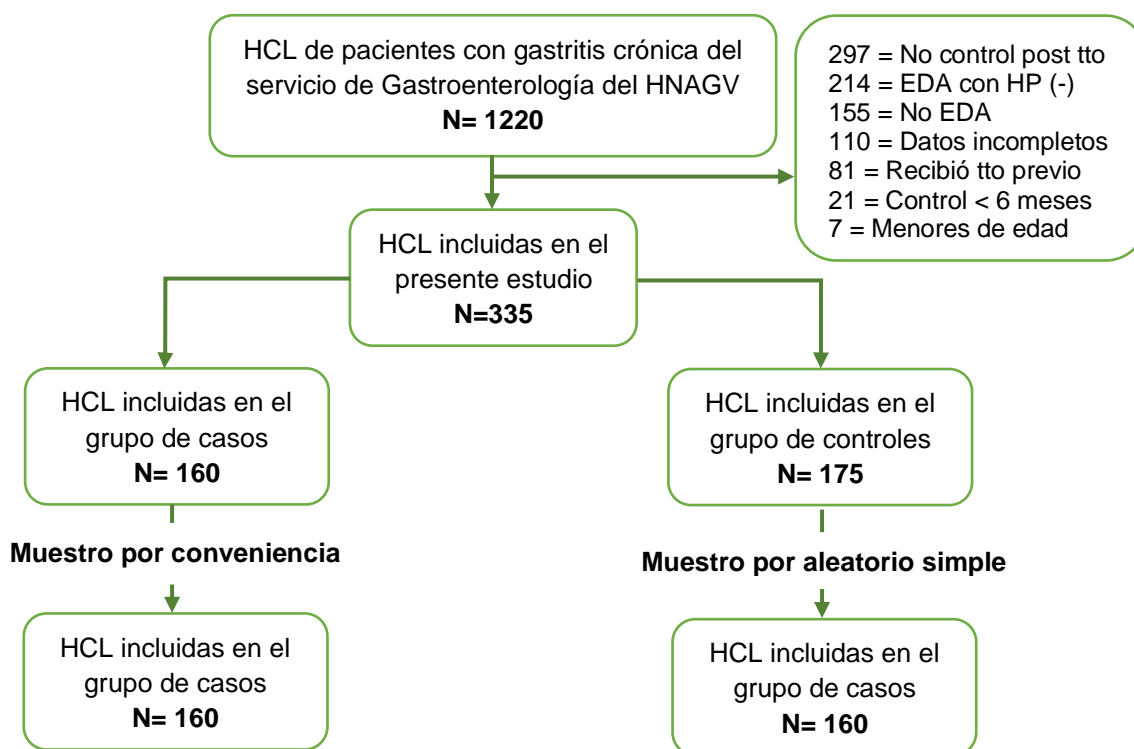 HCL de pacientes con gastritis crónica del
servicio de Gastroenterología del HNAGV
N= 1220
297 = No control post tto
214 = EDA con HP (-)
155 = No EDA
110 = Datos incompletos
81 = Recibió tto previo
21 = Control < 6 meses
7 = Menores de edad
HCL incluidas en el
presente estudio
N=335
HCL incluidas en el
grupo de casos
N= 160
HCL incluidas en el
grupo de controles
N= 175
Muestro por conveniencia
Muestro por aleatorio simple
HCL incluidas en el
grupo de casos
N= 160
HCL incluidas en el
grupo de casos
N= 160